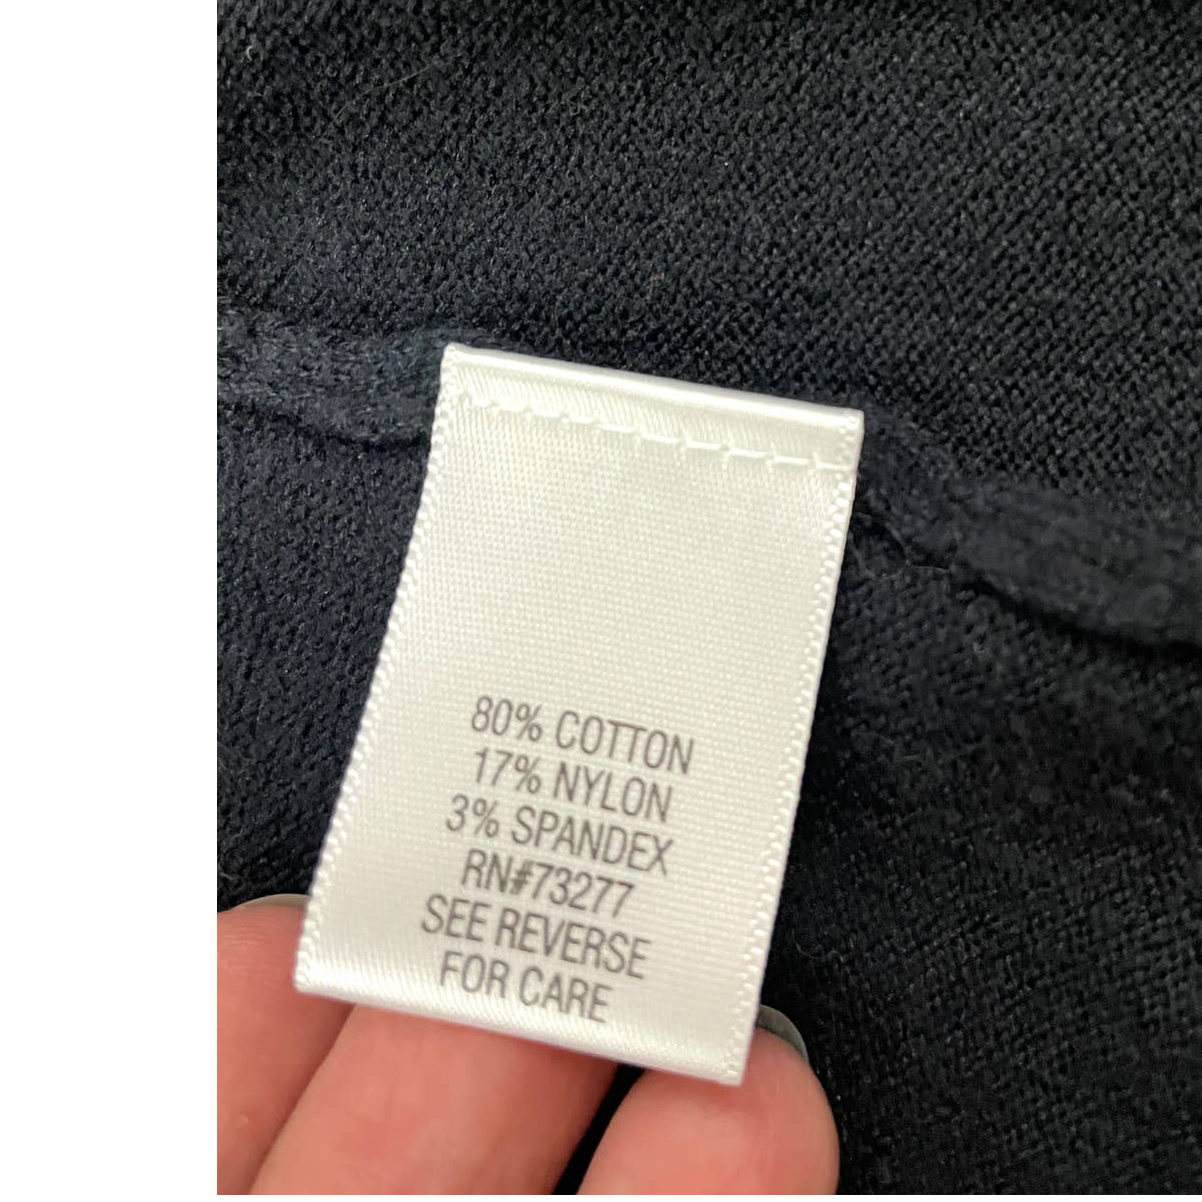 80% COTTON
17% NYLON
3% SPANDEX
RN#73277
SEE REVERSE
FOR CARE